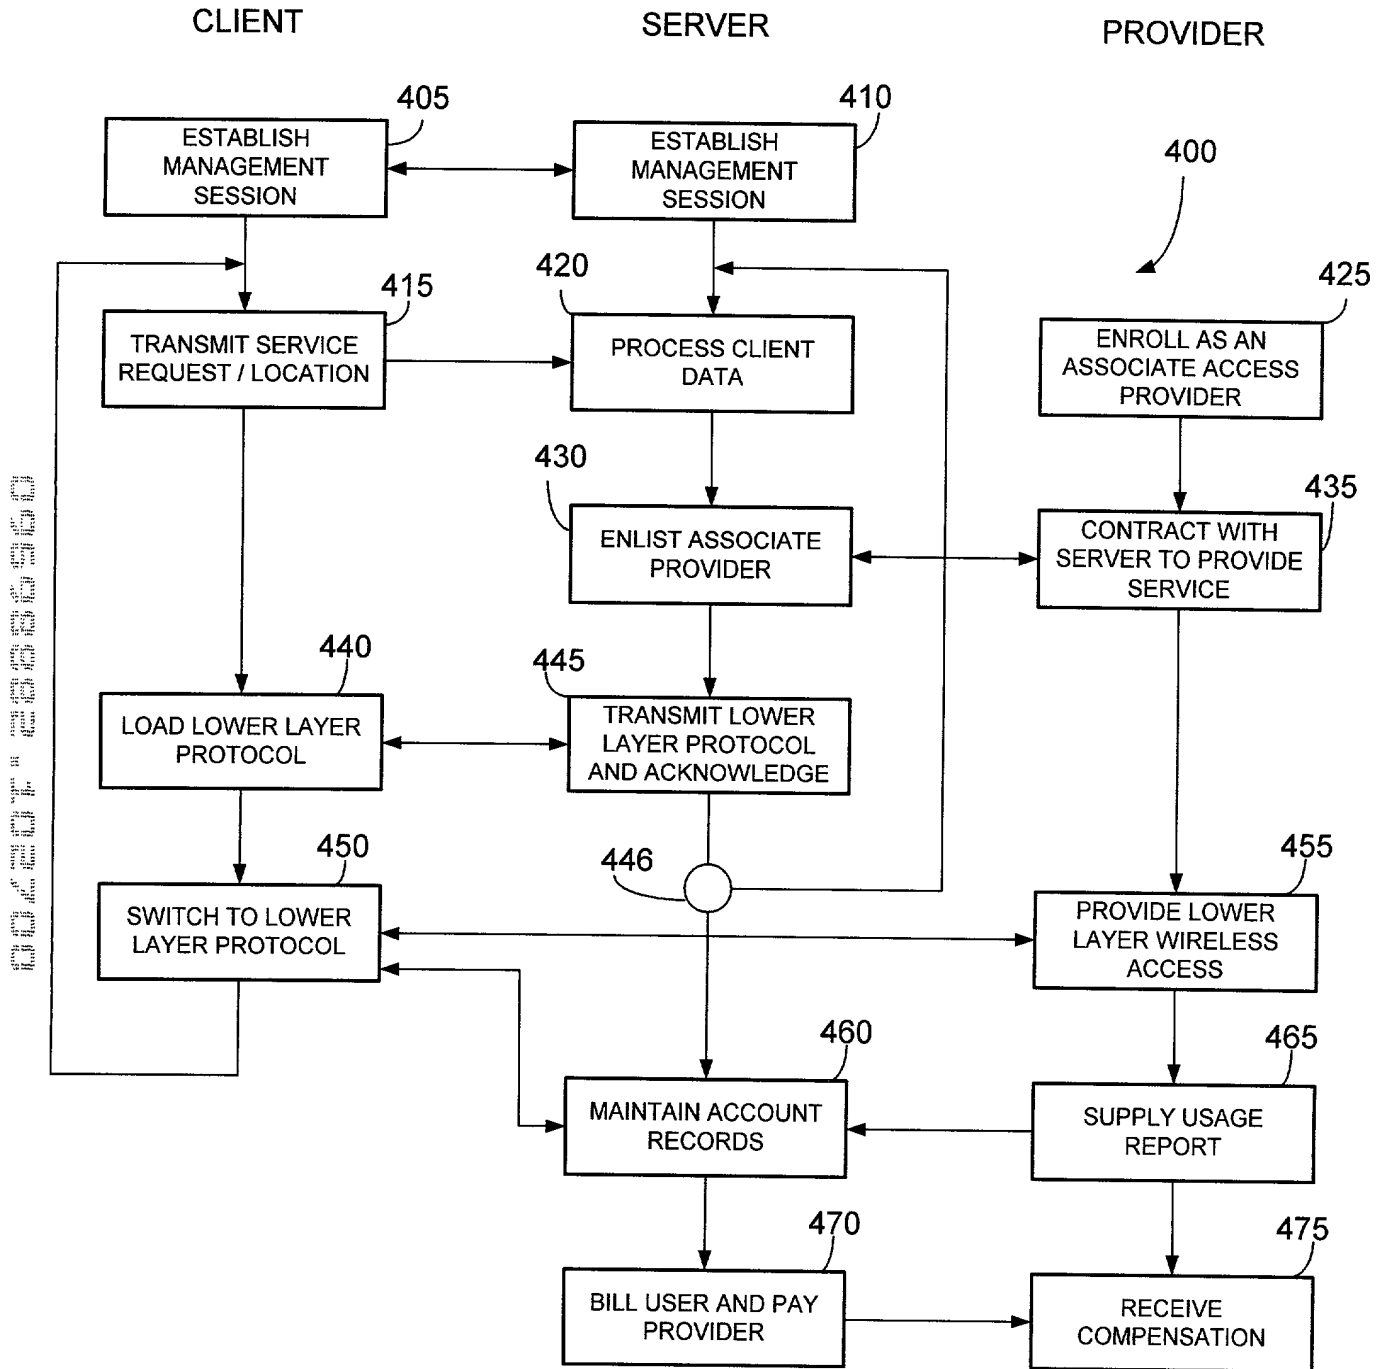 CLIENT
SERVER
PROVIDER
405
ESTABLISH
MANAGEMENT
SESSION
410
ESTABLISH
MANAGEMENT
SESSION
400
415
TRANSMIT SERVICE
REQUEST / LOCATION
420
PROCESS CLIENT
DATA
425
ENROLL AS AN
ASSOCIATE ACCESS
PROVIDER
430
ENLIST ASSOCIATE
PROVIDER
435
CONTRACT WITH
SERVER TO PROVIDE
SERVICE
440
LOAD LOWER LAYER
PROTOCOL
445
TRANSMIT LOWER
LAYER PROTOCOL
AND ACKNOWLEDGE
446
450
SWITCH TO LOWER
LAYER PROTOCOL
455
PROVIDE LOWER
LAYER WIRELESS
ACCESS
460
MAINTAIN ACCOUNT
RECORDS
465
SUPPLY USAGE
REPORT
470
BILL USER AND PAY
PROVIDER
475
RECEIVE
COMPENSATION